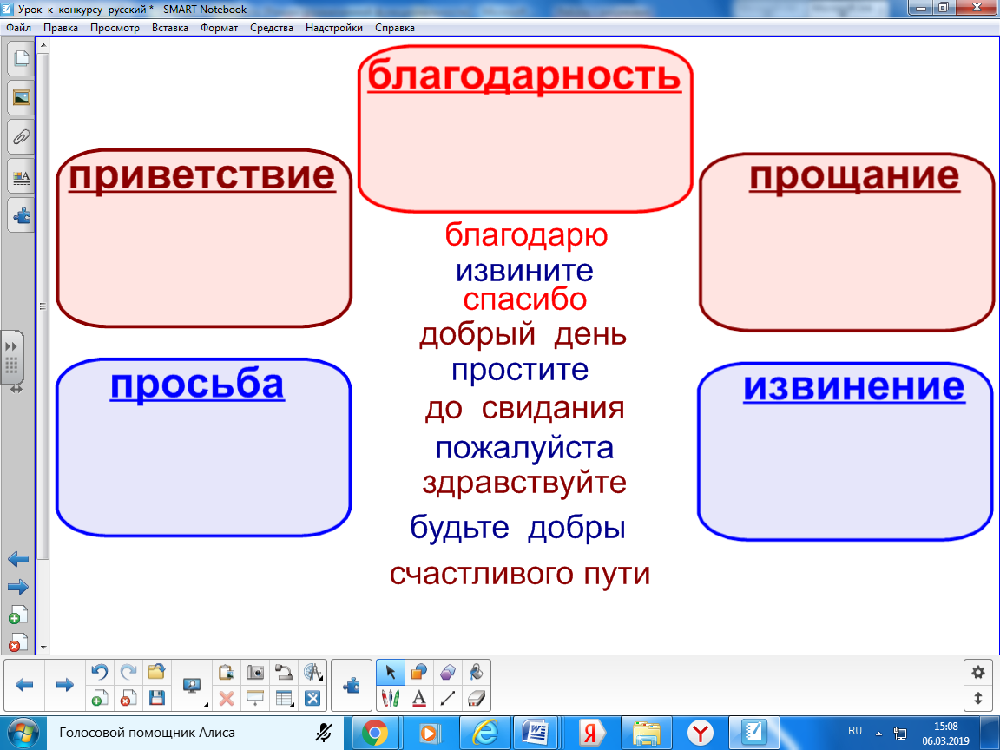 Урок к конкурсу русский * - SMART Notebook
Файл Правка Просмотр Вставка Формат Средства Надстройки Справка
благодарность
приветствие
прощание
благодарю
извините
спасибо
добрый день
простите
просьба
извинение
до свидания
пожалуйста
здравствуйте
будьте добры
счастливого пути
Голосовой помощник Алиса
RU
15:08
06.03.2019